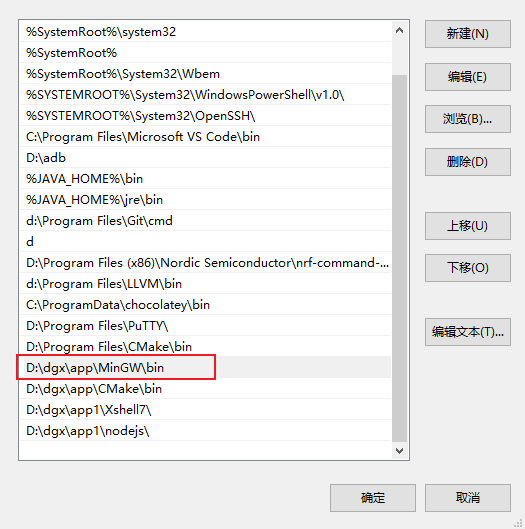 %SystemRoot%\system32
%SystemRoot%
%SystemRoot%\System32\Wbem
%SYSTEMROOT%\System32\WindowsPowerShell\v1.0\
%SYSTEMROOT%\System32\OpenSSH\
C:\Program Files\Microsoft VS Code\bin
D:\adb
%JAVA_HOME%\bin
%JAVA_HOME%\jre\bin
d:\Program Files\Git\cmd
d
D:\Program Files (x86)\Nordic Semiconductor\nrf-command-...
d:\Program Files\LLVM\bin
C:\ProgramData\chocolatey\bin
D:\Program Files\PuTTY\
D:\Program Files\CMake\bin
D:\dgx\app\MinGW\bin
D:\dgx\app\CMake\bin
D:\dgx\app1\Xshell7\
D:\dgx\app1\nodejs\
新建(N)
编辑(E)
浏览(B)...
删除(D)
上移(U)
下移(O)
编辑文本(T)...
确定
取消